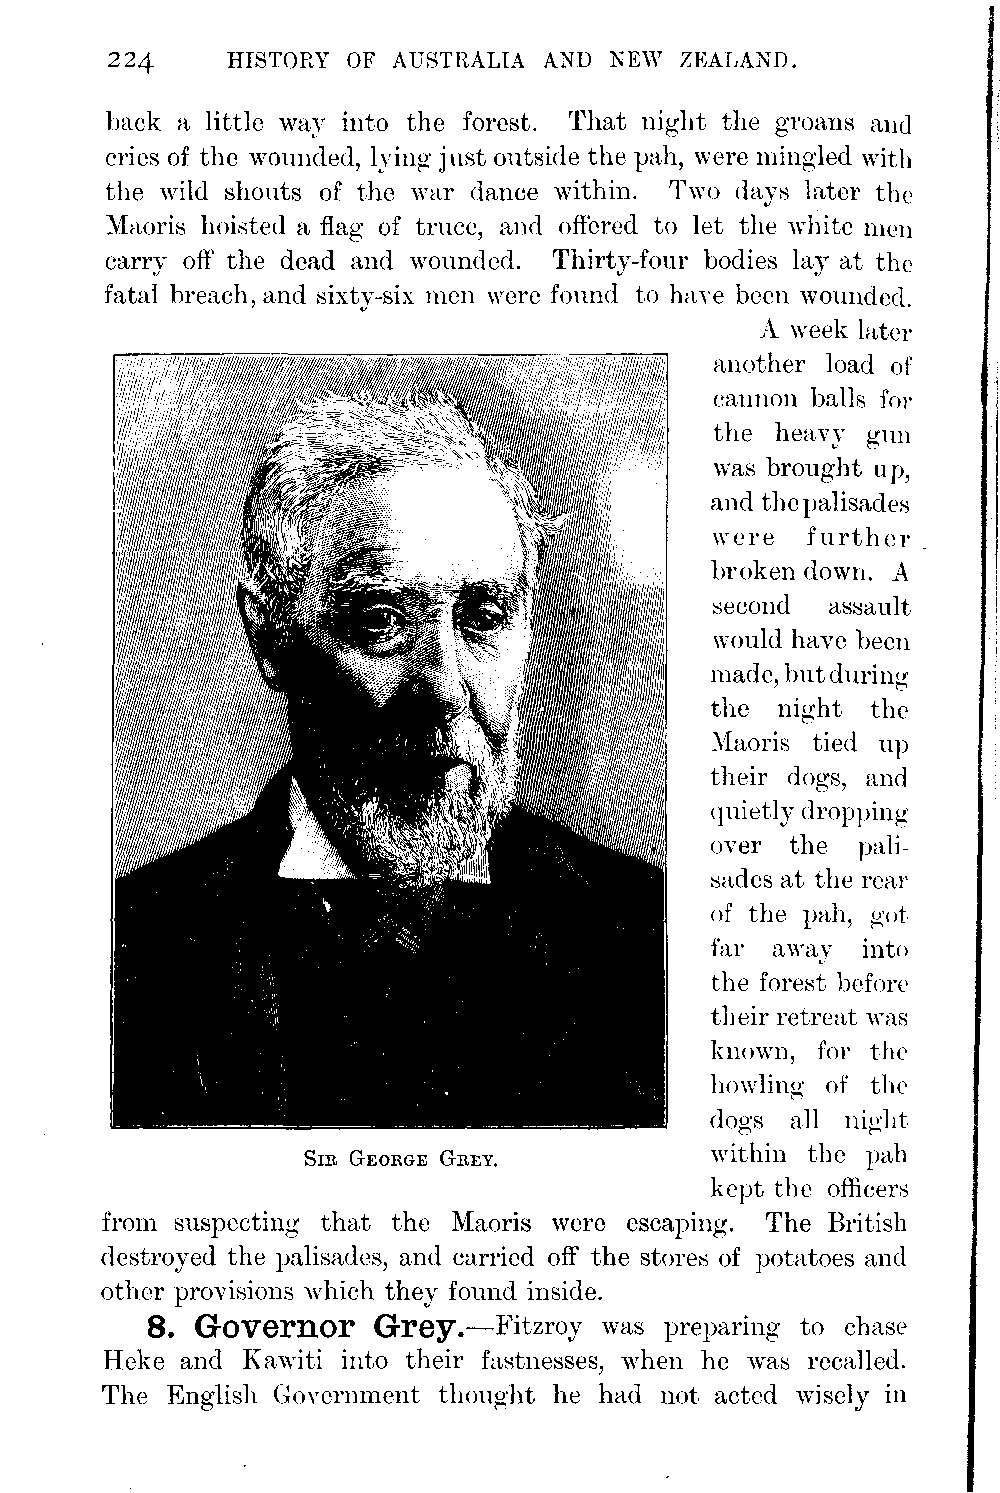 224 HISTORY OF AUSTRALIA AND NEW ZEALAND.
back a little way into the forest. That night the groans and
cries of the wounded, lying just outside the pah, were mingled with
the wild shouts of the war dance within. Two days later the
Maoris hoisted a flag of truce, and offered to let the white men
carry off the dead and wounded. Thirty-four bodies lay at the
fatal breach, and sixty-six men were found to have been wounded.
A week later
another load of
cannon balls for
the heavy gun
was brought up,
and the palisades
were further
broken down. A
second assault
would have been
made, but during
the night the
Maoris tied up
their dogs, and
quietly dropping
over the pali-
sades at the rear
of the pah, got
far away into
the forest before
their retreat was
known, for the
howling of the
dogs all night
within the pah
kept the officers
SIR GEORGE GREY.
from suspecting that the Maoris were escaping. The British
destroyed the palisades, and carried off the stores of potatoes and
other provisions which they found inside.
8. Governor Grey.—Fitzroy was preparing to chase
Heke and Kawiti into their fastnesses, when he was recalled.
The English Government thought he had not acted wisely in